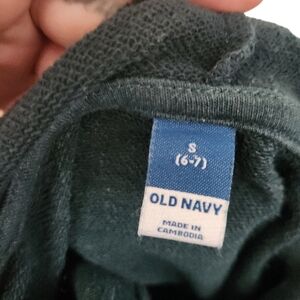 S
(6-7)
OLD NAVY
MADE IN
CAMBODIA